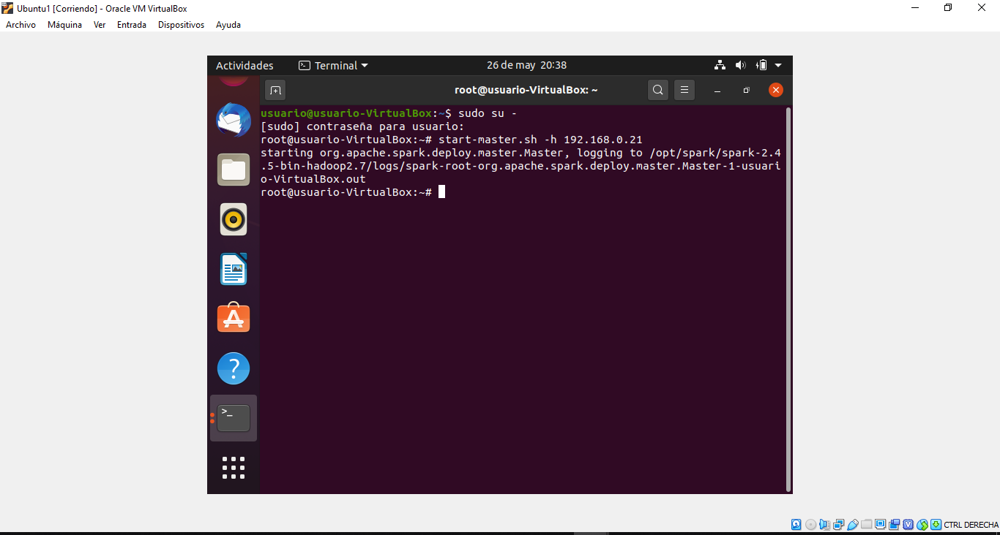 Ubuntu1 [Corriendo] - Oracle VM VirtualBox
Archivo Máquina Ver Entrada Dispositivos Ayuda
Actividades Terminal 26 de may 20:38
root@usuario-VirtualBox: ~
usuario@usuario-VirtualBox:~$ sudo su -
[sudo] contraseña para usuario:
root@usuario-VirtualBox:~# start-master.sh -h 192.168.0.21
starting org.apache.spark.deploy.master.Master, logging to /opt/spark/spark-2.4
.5-bin-hadoop2.7/logs/spark-root-org.apache.spark.deploy.master.Master-1-usuari
o-VirtualBox.out
root@usuario-VirtualBox:~#
CTRL DERECHA